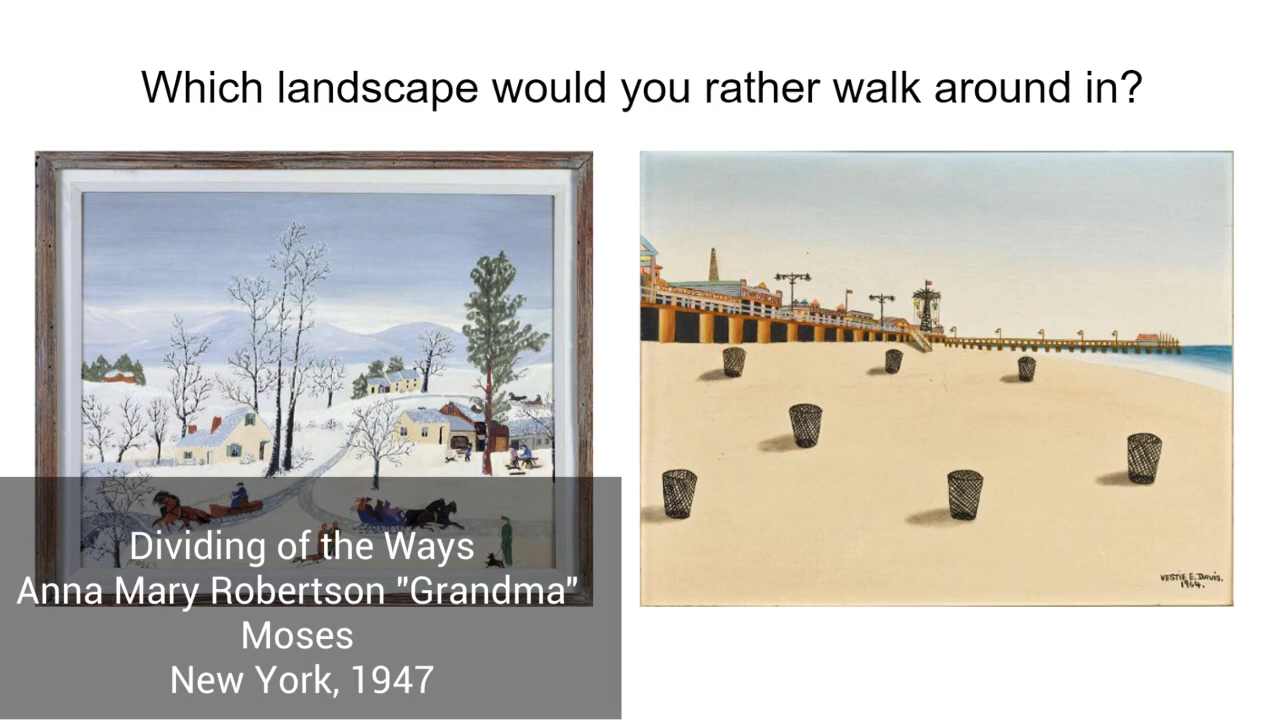 Which landscape would you rather walk around in?
Dividing of the Ways
Anna Mary Robertson "Grandma"
Moses
New York, 1947
MOSES
VESTIE E. DAVIS.
1964.